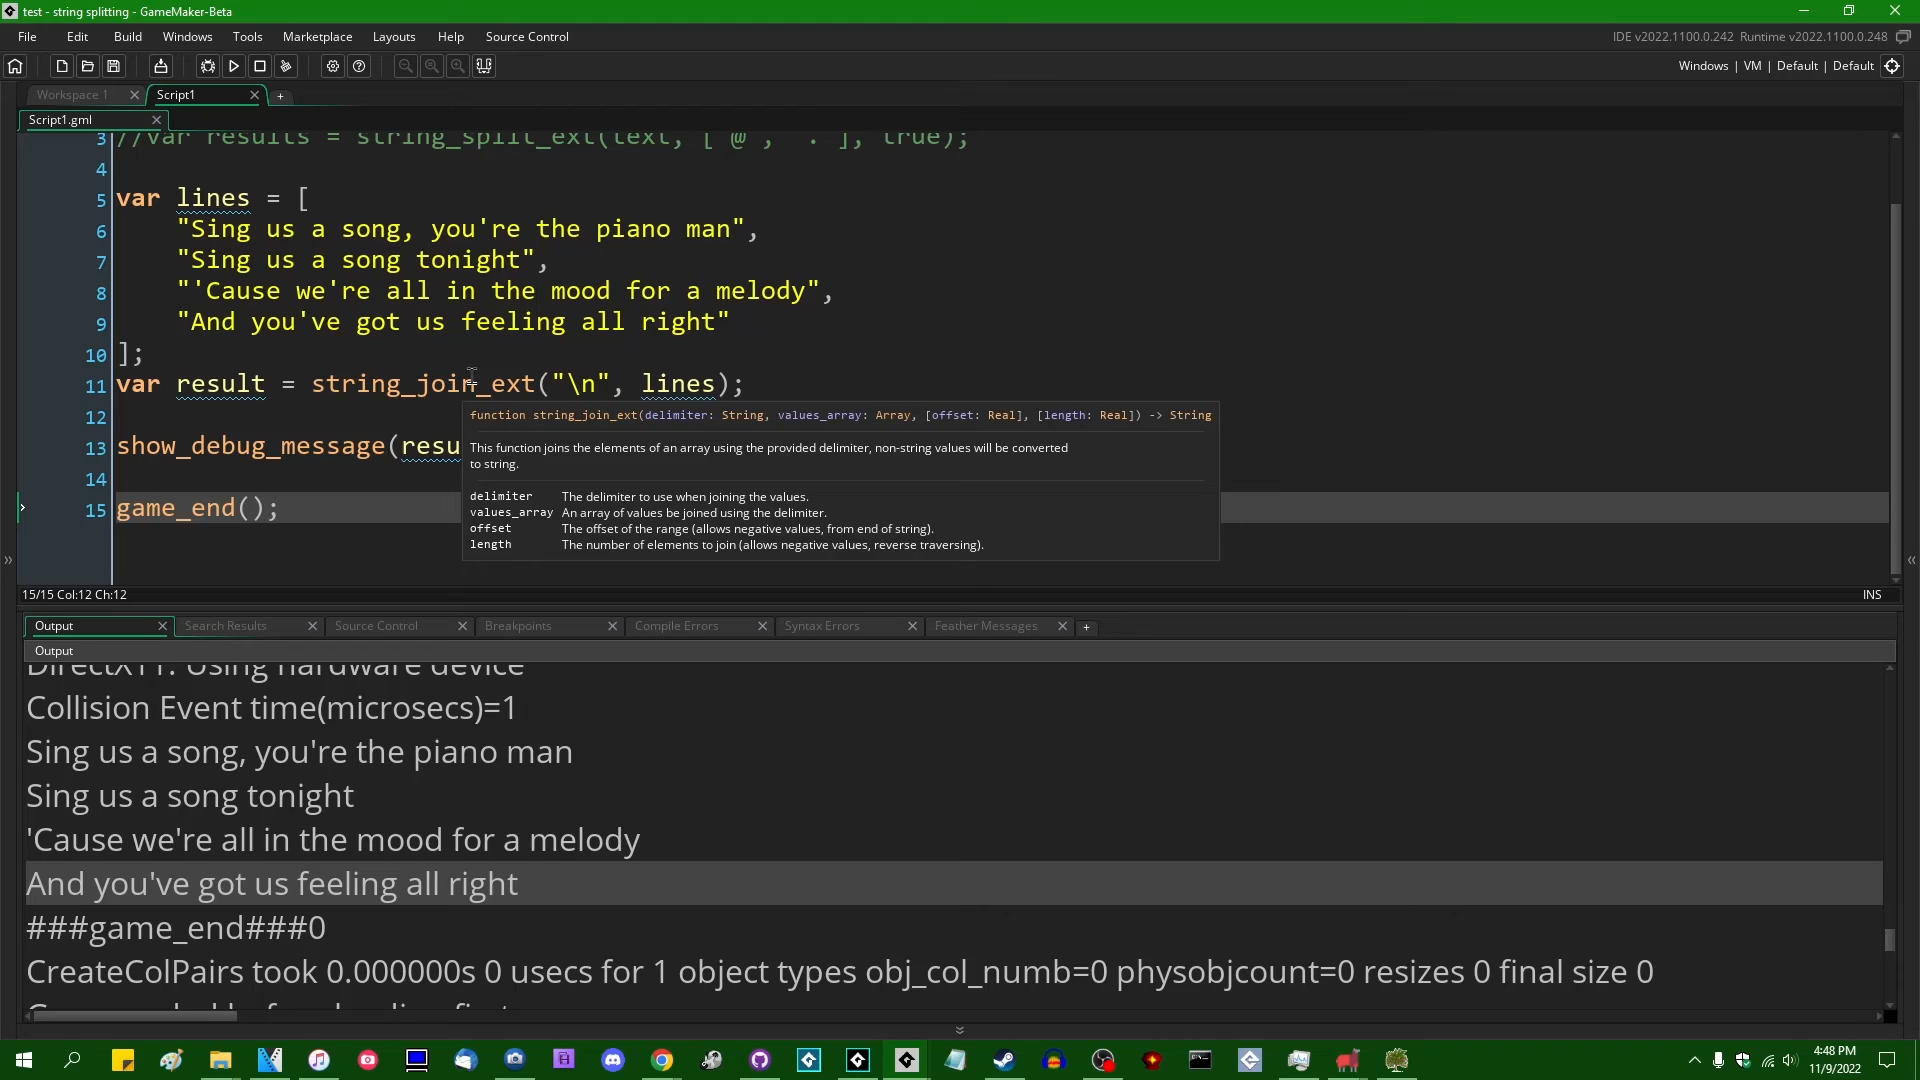 test - string splitting - GameMaker-Beta
File Edit Build Windows Tools Marketplace Layouts Help Source Control
IDE v2022.1100.0.242 Runtime v2022.1100.0.248
Windows | VM | Default | Default
Workspace 1
Script1
Script1.gml
3 //var results = string_split_ext(text, ["@", "."], true);
4
5 var lines = [
6 "Sing us a song, you're the piano man",
7 "Sing us a song tonight",
8 "'Cause we're all in the mood for a melody",
9 "And you've got us feeling all right"
10 ];
11 var result = string_join_ext("\n", lines);
12
function string_join_ext(delimiter: String, values_array: Array, [offset: Real], [length: Real]) -> String
13 show_debug_message(resu
This function joins the elements of an array using the provided delimiter, non-string values will be converted
to string.
14
delimiter The delimiter to use when joining the values.
15 game_end();
values_array An array of values be joined using the delimiter.
offset The offset of the range (allows negative values, from end of string).
length The number of elements to join (allows negative values, reverse traversing).
15/15 Col:12 Ch:12
INS
Output Search Results Source Control Breakpoints Compile Errors Syntax Errors Feather Messages
Output
DirectX11: Using hardware device
Collision Event time(microsecs)=1
Sing us a song, you're the piano man
Sing us a song tonight
'Cause we're all in the mood for a melody
And you've got us feeling all right
###game_end###0
CreateColPairs took 0.000000s 0 usecs for 1 object types obj_col_numb=0 physobjcount=0 resizes 0 final size 0
4:48 PM
11/9/2022